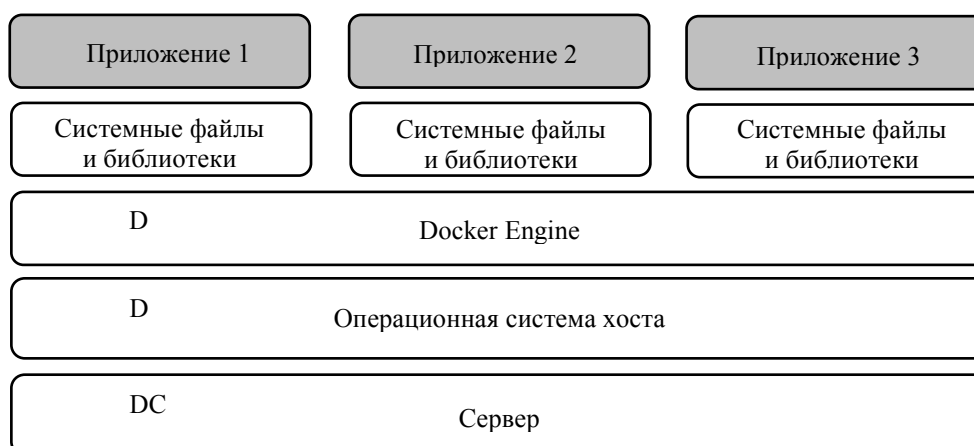 Приложение 1
Приложение 2
Приложение 3
Системные файлы
и библиотеки
Системные файлы
и библиотеки
Системные файлы
и библиотеки
D
Docker Engine
D
Операционная система хоста
DC
Сервер